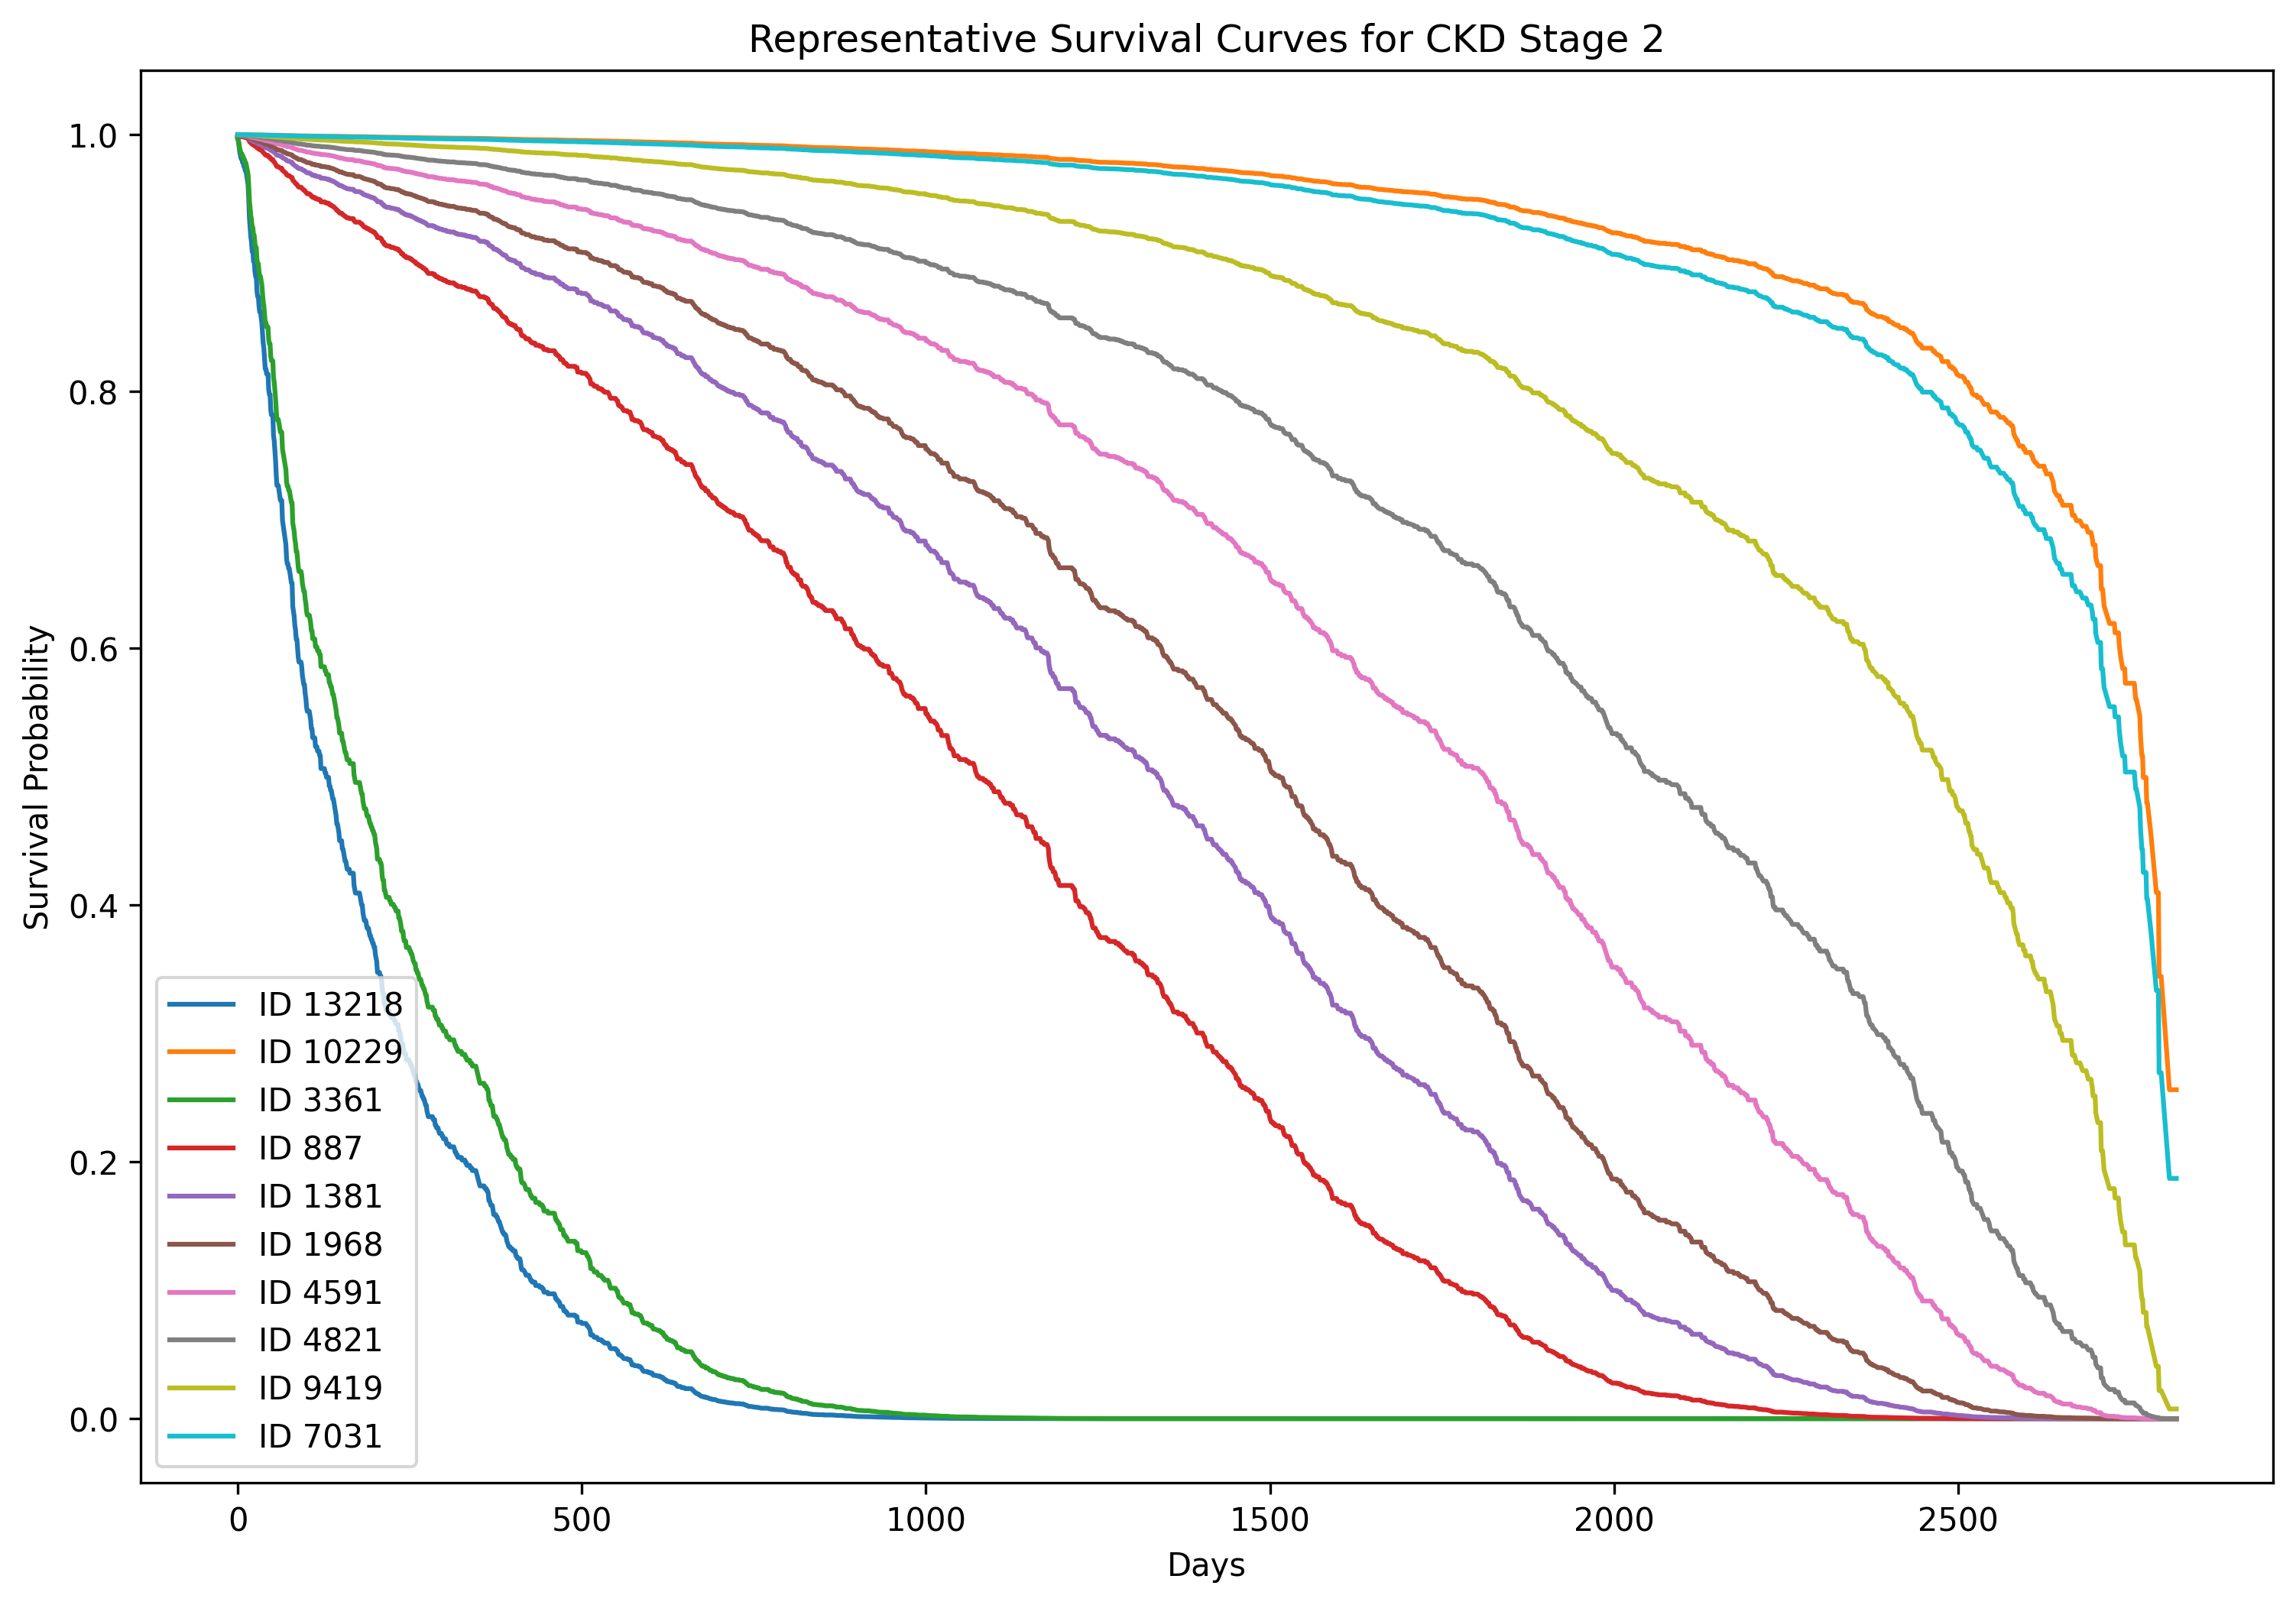 Representative Survival Curves for CKD Stage 2
Survival Probability
1.0
0.8
0.6
0.4
0.2
0.0
ID 13218
ID 10229
ID 3361
ID 887
ID 1381
ID 1968
ID 4591
ID 4821
ID 9419
ID 7031
0 500 1000 1500 2000 2500
Days